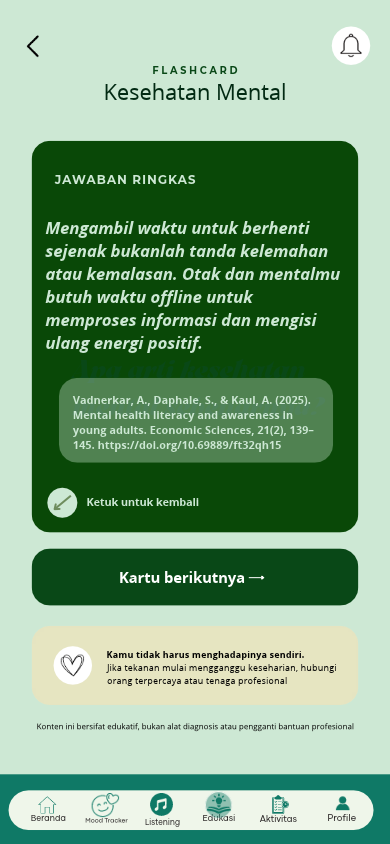 FLASHCARD
Kesehatan Mental
JAWABAN RINGKAS
Mengambil waktu untuk berhenti
sejenak bukanlah tanda kelemahan
atau kemalasan. Otak dan mentalmu
butuh waktu offline untuk
memproses informasi dan mengisi
ulang energi positif.
Vadnerkar, A., Daphale, S., & Kaul, A. (2025).
Mental health literacy and awareness in
young adults. Economic Sciences, 21(2), 139–
145. https://doi.org/10.69889/ft32qh15
Ketuk untuk kembali
Kartu berikutnya →
Kamu tidak harus menghadapinya sendiri.
Jika tekanan mulai mengganggu keseharian, hubungi
orang terpercaya atau tenaga profesional
Konten ini bersifat edukatif, bukan alat diagnosis atau pengganti bantuan profesional
Beranda
Mood Tracker
Listening
Edukasi
Aktivitas
Profile